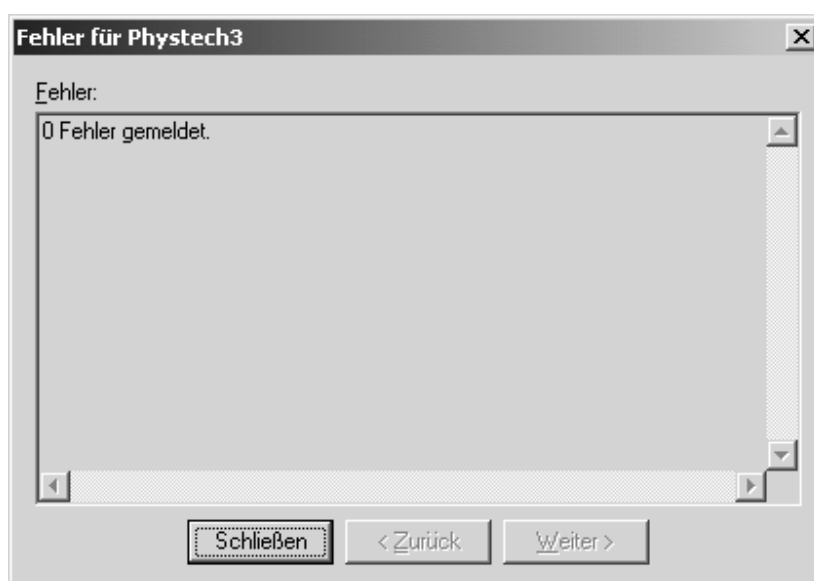 Fehler für Phystech3
Fehler:
0 Fehler gemeldet.
Schließen
< Zurück
Weiter >